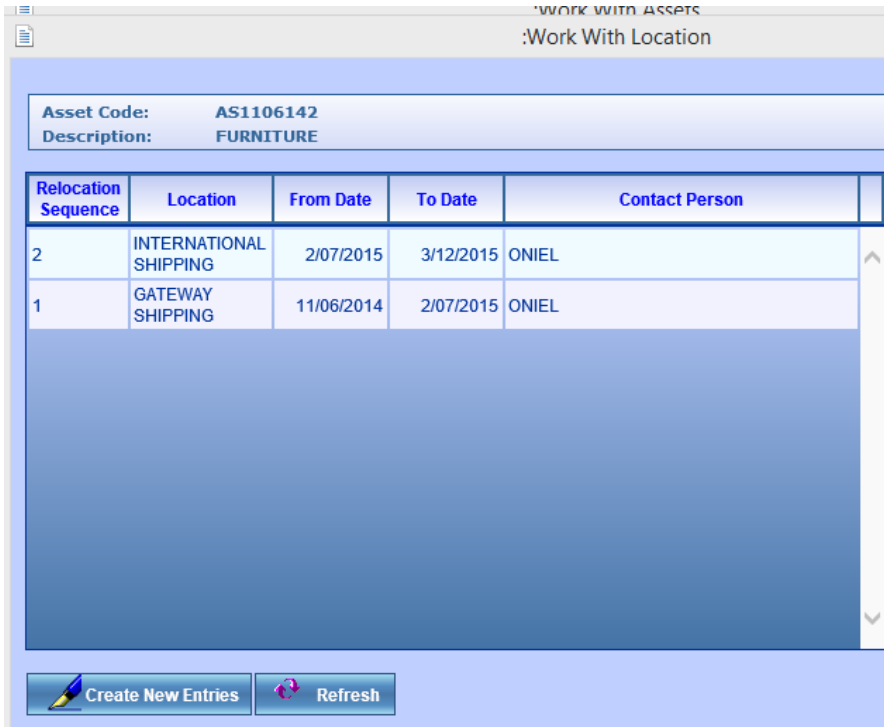 :Work With Assets
:Work With Location
Asset Code: AS1106142
Description: FURNITURE
Relocation Sequence Location From Date To Date Contact Person
2 INTERNATIONAL SHIPPING 2/07/2015 3/12/2015 ONIEL
1 GATEWAY SHIPPING 11/06/2014 2/07/2015 ONIEL
Create New Entries Refresh